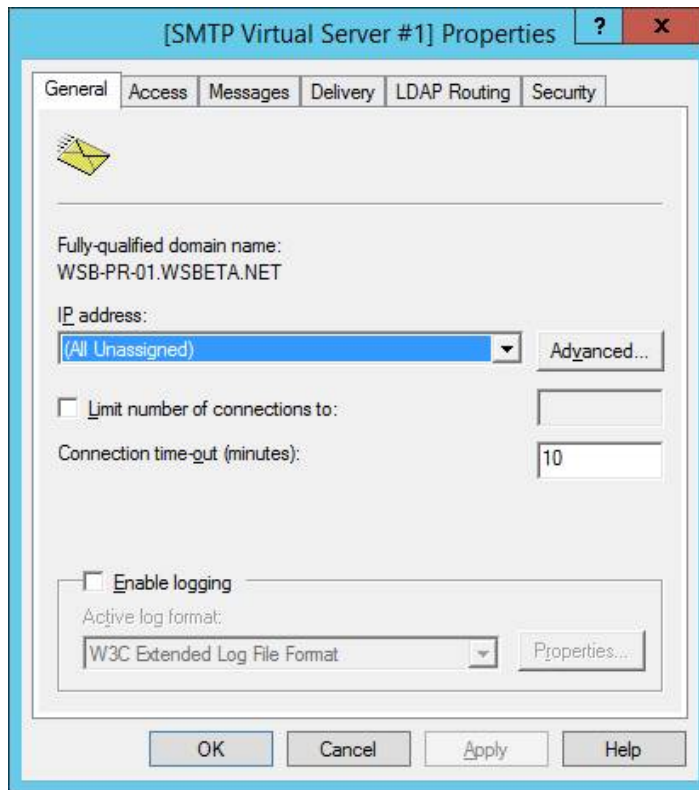 [SMTP Virtual Server #1] Properties ? x
General Access Messages Delivery LDAP Routing Security
Fully-qualified domain name:
WSB-PR-01.WSBETA.NET
IP address:
(All Unassigned) Advanced...
Limit number of connections to:
Connection time-out (minutes): 10
Enable logging
Active log format:
W3C Extended Log File Format Properties...
OK Cancel Apply Help